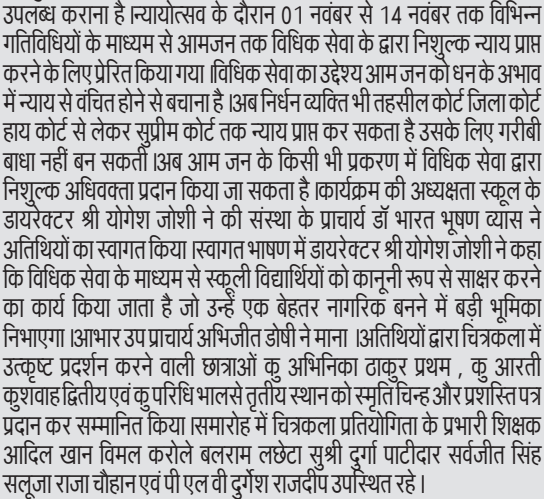 उपलब्ध कराना है ।न्यायोत्सव के दौरान 01 नवंबर से 14 नवंबर तक विभिन्न
गतिविधियों के माध्यम से आमजन तक विधिक सेवा के द्वारा निशुल्क न्याय प्राप्त
करने के लिए प्रेरित किया गया ।विधिक सेवा का उद्देश्य आम जन को धन के अभाव
में न्याय से वंचित होने से बचाना है ।अब निर्धन व्यक्ति भी तहसील कोर्ट जिला कोर्ट
हाय कोर्ट से लेकर सुप्रीम कोर्ट तक न्याय प्राप्त कर सकता है उसके लिए गरीबी
बाधा नहीं बन सकती ।अब आम जन के किसी भी प्रकरण में विधिक सेवा द्वारा
निशुल्क अधिवक्ता प्रदान किया जा सकता है ।कार्यक्रम की अध्यक्षता स्कूल के
डायरेक्टर श्री योगेश जोशी ने की संस्था के प्राचार्य डॉ भारत भूषण व्यास ने
अतिथियों का स्वागत किया ।स्वागत भाषण में डायरेक्टर श्री योगेश जोशी ने कहा
कि विधिक सेवा के माध्यम से स्कूली विद्यार्थियों को कानूनी रूप से साक्षर करने
का कार्य किया जाता है जो उन्हें एक बेहतर नागरिक बनने में बड़ी भूमिका
निभाएगा ।आभार उप प्राचार्य अभिजीत डोषी ने माना ।अतिथियों द्वारा चित्रकला में
उत्कृष्ट प्रदर्शन करने वाली छात्राओं कु अभिनिका ठाकुर प्रथम , कु आरती
कुशवाह द्वितीय एवं कु परिधि भालसे तृतीय स्थान को स्मृति चिन्ह और प्रशस्ति पत्र
प्रदान कर सम्मानित किया ।समारोह में चित्रकला प्रतियोगिता के प्रभारी शिक्षक
आदिल खान विमल करोले बलराम लछेटा सुश्री दुर्गा पाटीदार सर्वजीत सिंह
सलूजा राजा चौहान एवं पी एल वी दुर्गेश राजदीप उपस्थित रहे ।